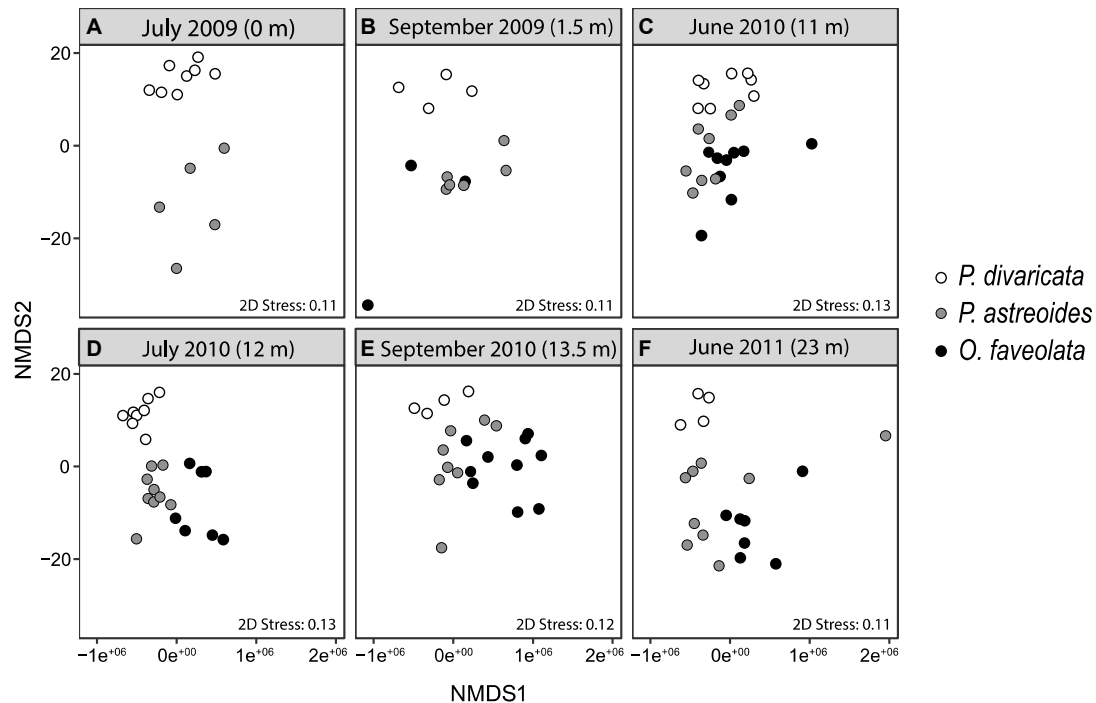 A July 2009 (0 m)
B September 2009 (1.5 m)
C June 2010 (11 m)
20
0
−20
2D Stress: 0.11
2D Stress: 0.11
2D Stress: 0.13
NMDS2
P. divaricata
P. astreoides
O. faveolata
D July 2010 (12 m)
E September 2010 (13.5 m)
F June 2011 (23 m)
20
0
−20
2D Stress: 0.13
2D Stress: 0.12
2D Stress: 0.11
−1e+06 0e+00 1e+06 2e+06
−1e+06 0e+00 1e+06 2e+06
−1e+06 0e+00 1e+06 2e+06
NMDS1